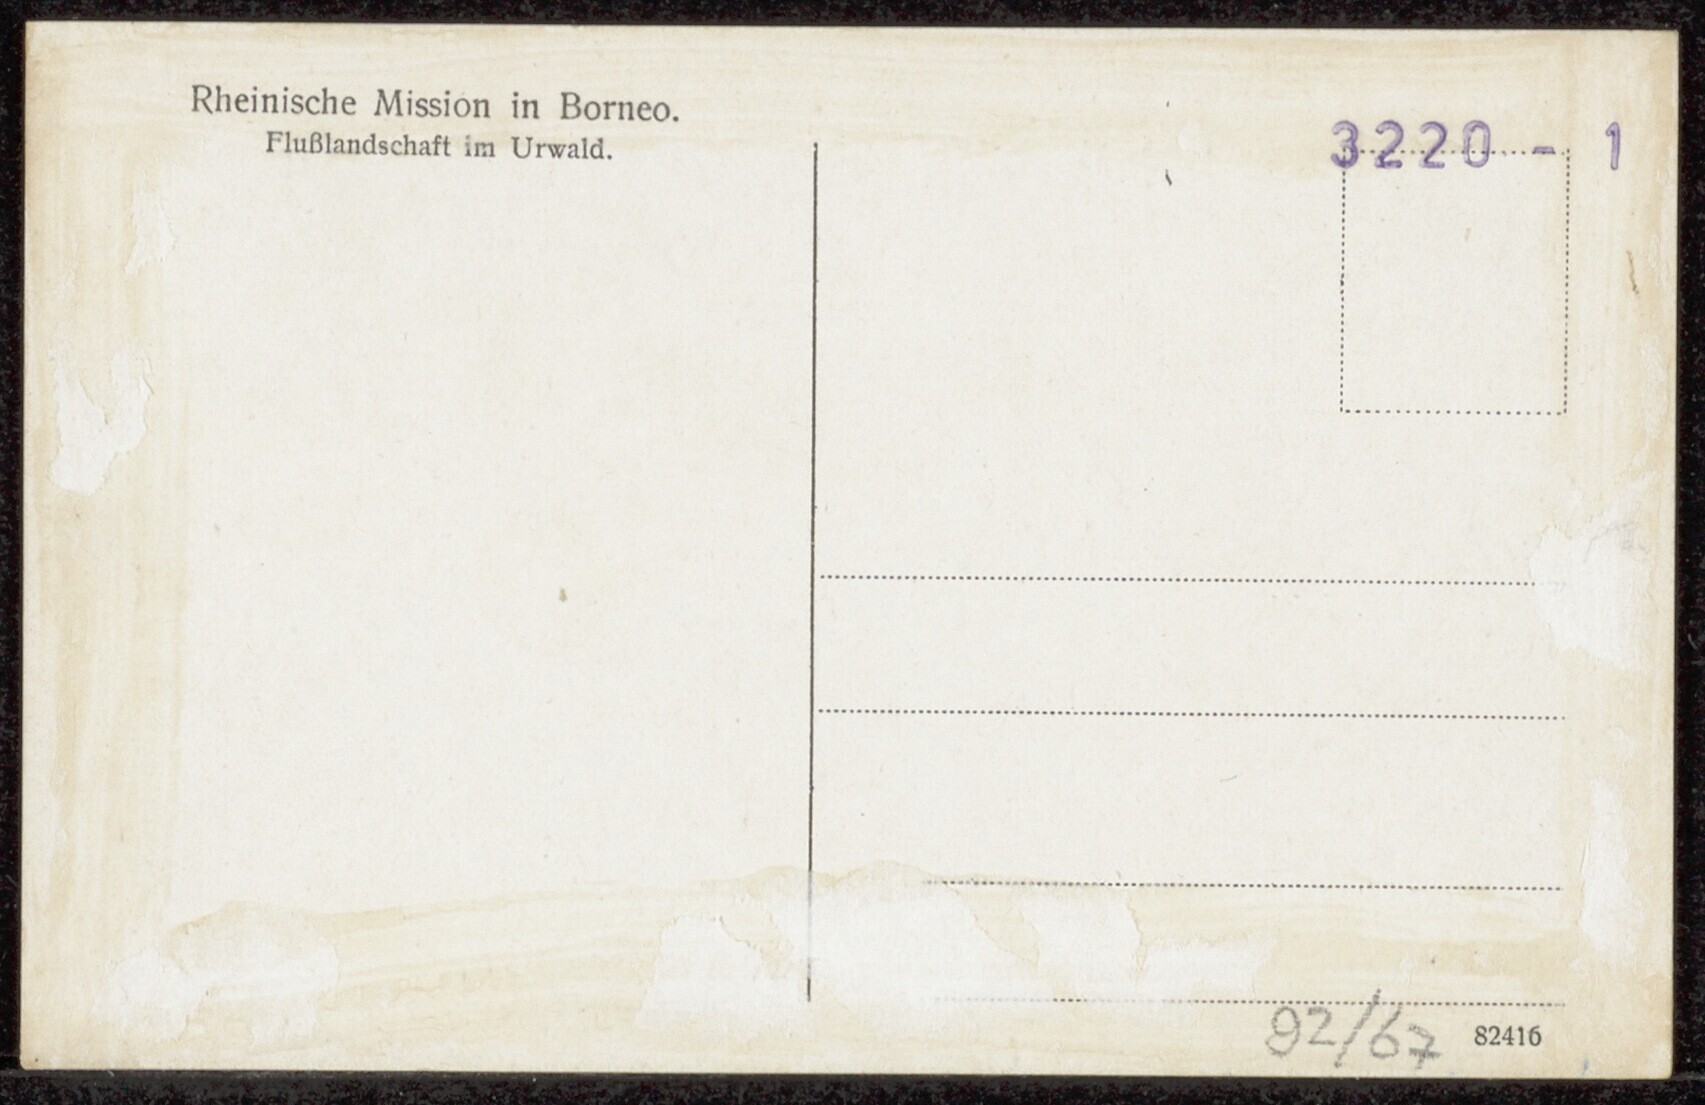 Rheinische Mission in Borneo.
Flußlandschaft im Urwald.
3220 - 1
92/67
82416